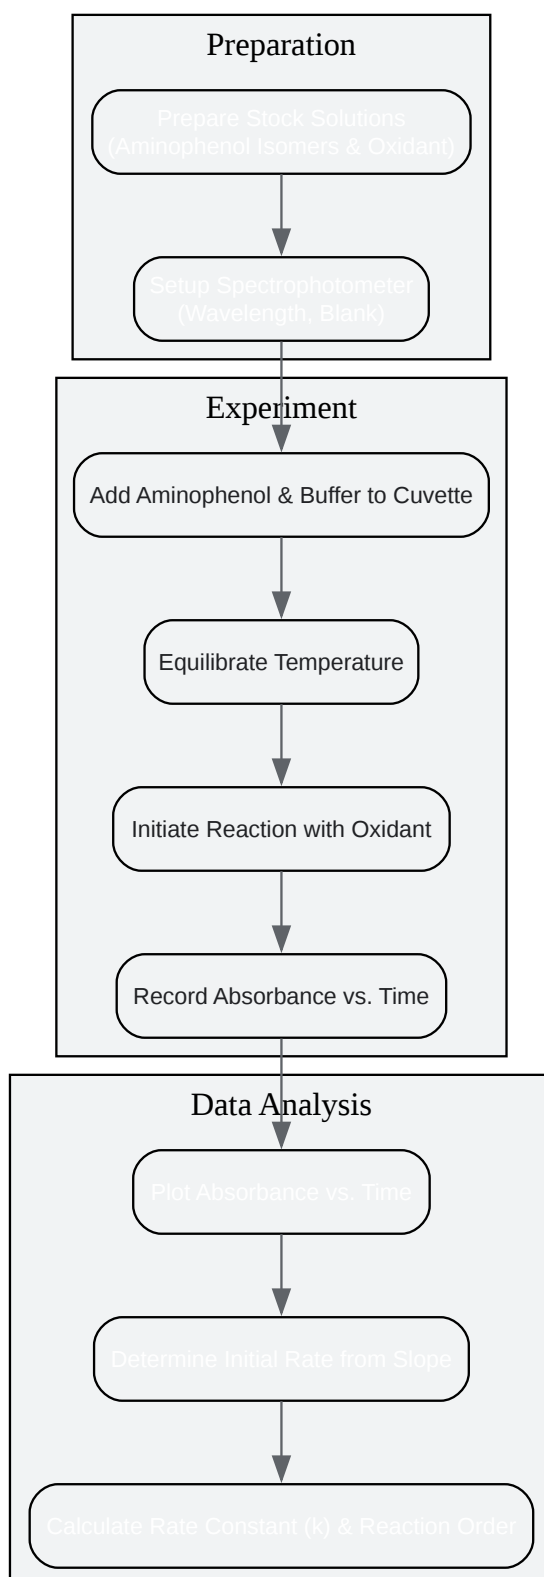 Preparation
Prepare Stock Solutions
(Aminophenol Isomers & Oxidant)
Setup Spectrophotometer
(Wavelength, Blank)
Experiment
Add Aminophenol & Buffer to Cuvette
Equilibrate Temperature
Initiate Reaction with Oxidant
Record Absorbance vs. Time
Data Analysis
Plot Absorbance vs. Time
Determine Initial Rate from Slope
Calculate Rate Constant (k) & Reaction Order